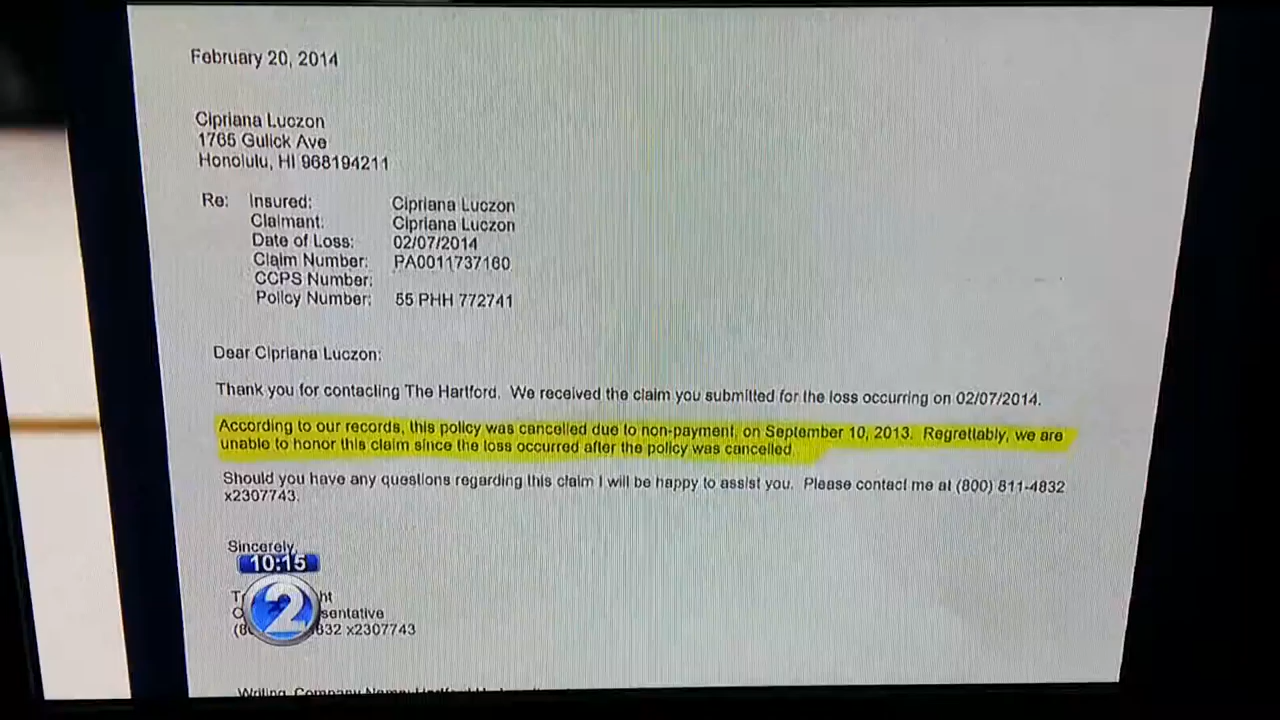 February 20, 2014
Cipriana Luczon
1765 Gulick Ave
Honolulu, HI 968194211
Re: Insured: Cipriana Luczon
Claimant: Cipriana Luczon
Date of Loss: 02/07/2014
Claim Number: PA0011737160
CCPS Number:
Policy Number: 55 PHH 772741
Dear Cipriana Luczon:
Thank you for contacting The Hartford. We received the claim you submitted for the loss occurring on 02/07/2014.
According to our records, this policy was cancelled due to non-payment, on September 10, 2013. Regrettably, we are
unable to honor this claim since the loss occurred after the policy was cancelled.
Should you have any questions regarding this claim I will be happy to assist you. Please contact me at (800) 811-4832
x2307743.
Sincerely,
10:15
2
x2307743
Writing Company Name: